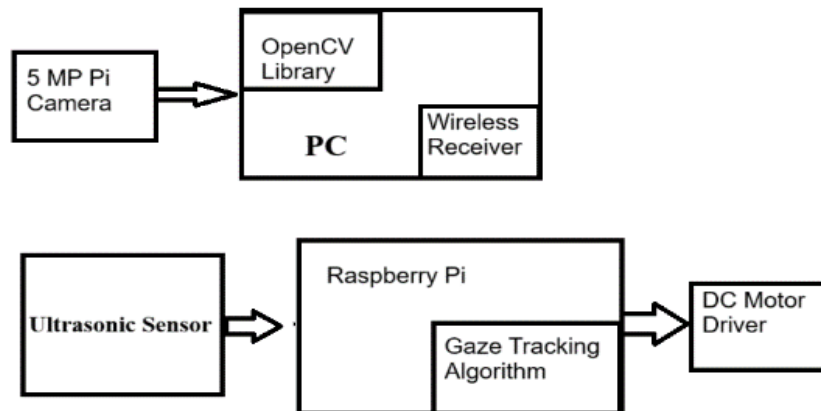 5 MP Pi
Camera
OpenCV
Library
PC
Wireless
Receiver
Ultrasonic Sensor
Raspberry Pi
Gaze Tracking
Algorithm
DC Motor
Driver